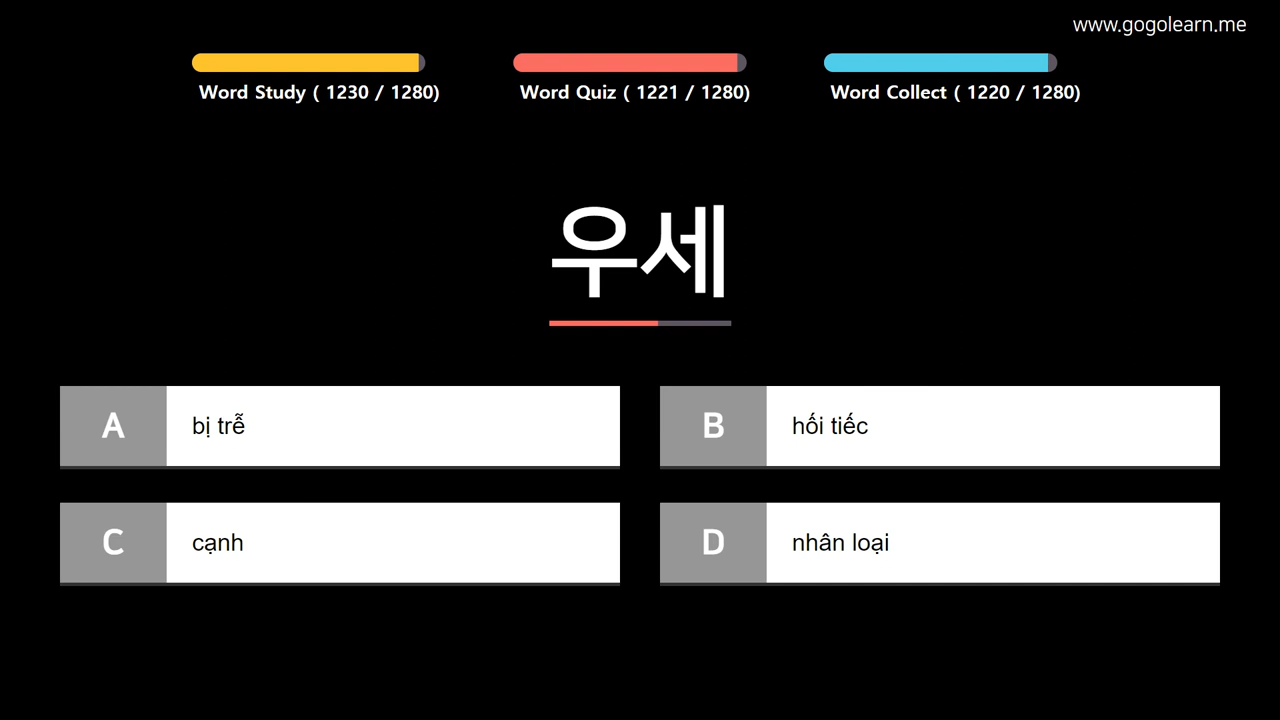 www.gogolearn.me
Word Study ( 1230 / 1280)
Word Quiz ( 1221 / 1280)
Word Collect ( 1220 / 1280)
우세
A bị trễ
B hối tiếc
C cạnh
D nhân loại